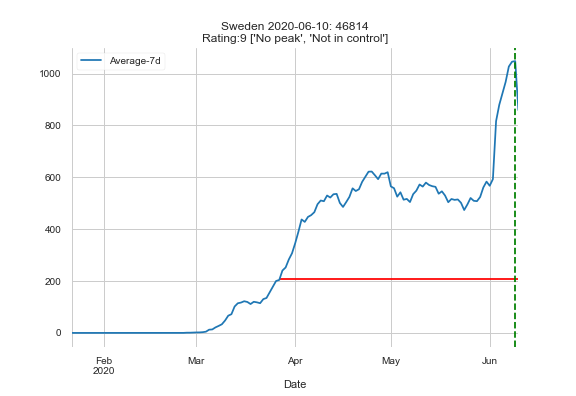 Sweden 2020-06-10: 46814
Rating:9 ['No peak', 'Not in control']
Average-7d
1000
800
600
400
200
0
Feb
2020
Mar
Apr
May
Jun
Date